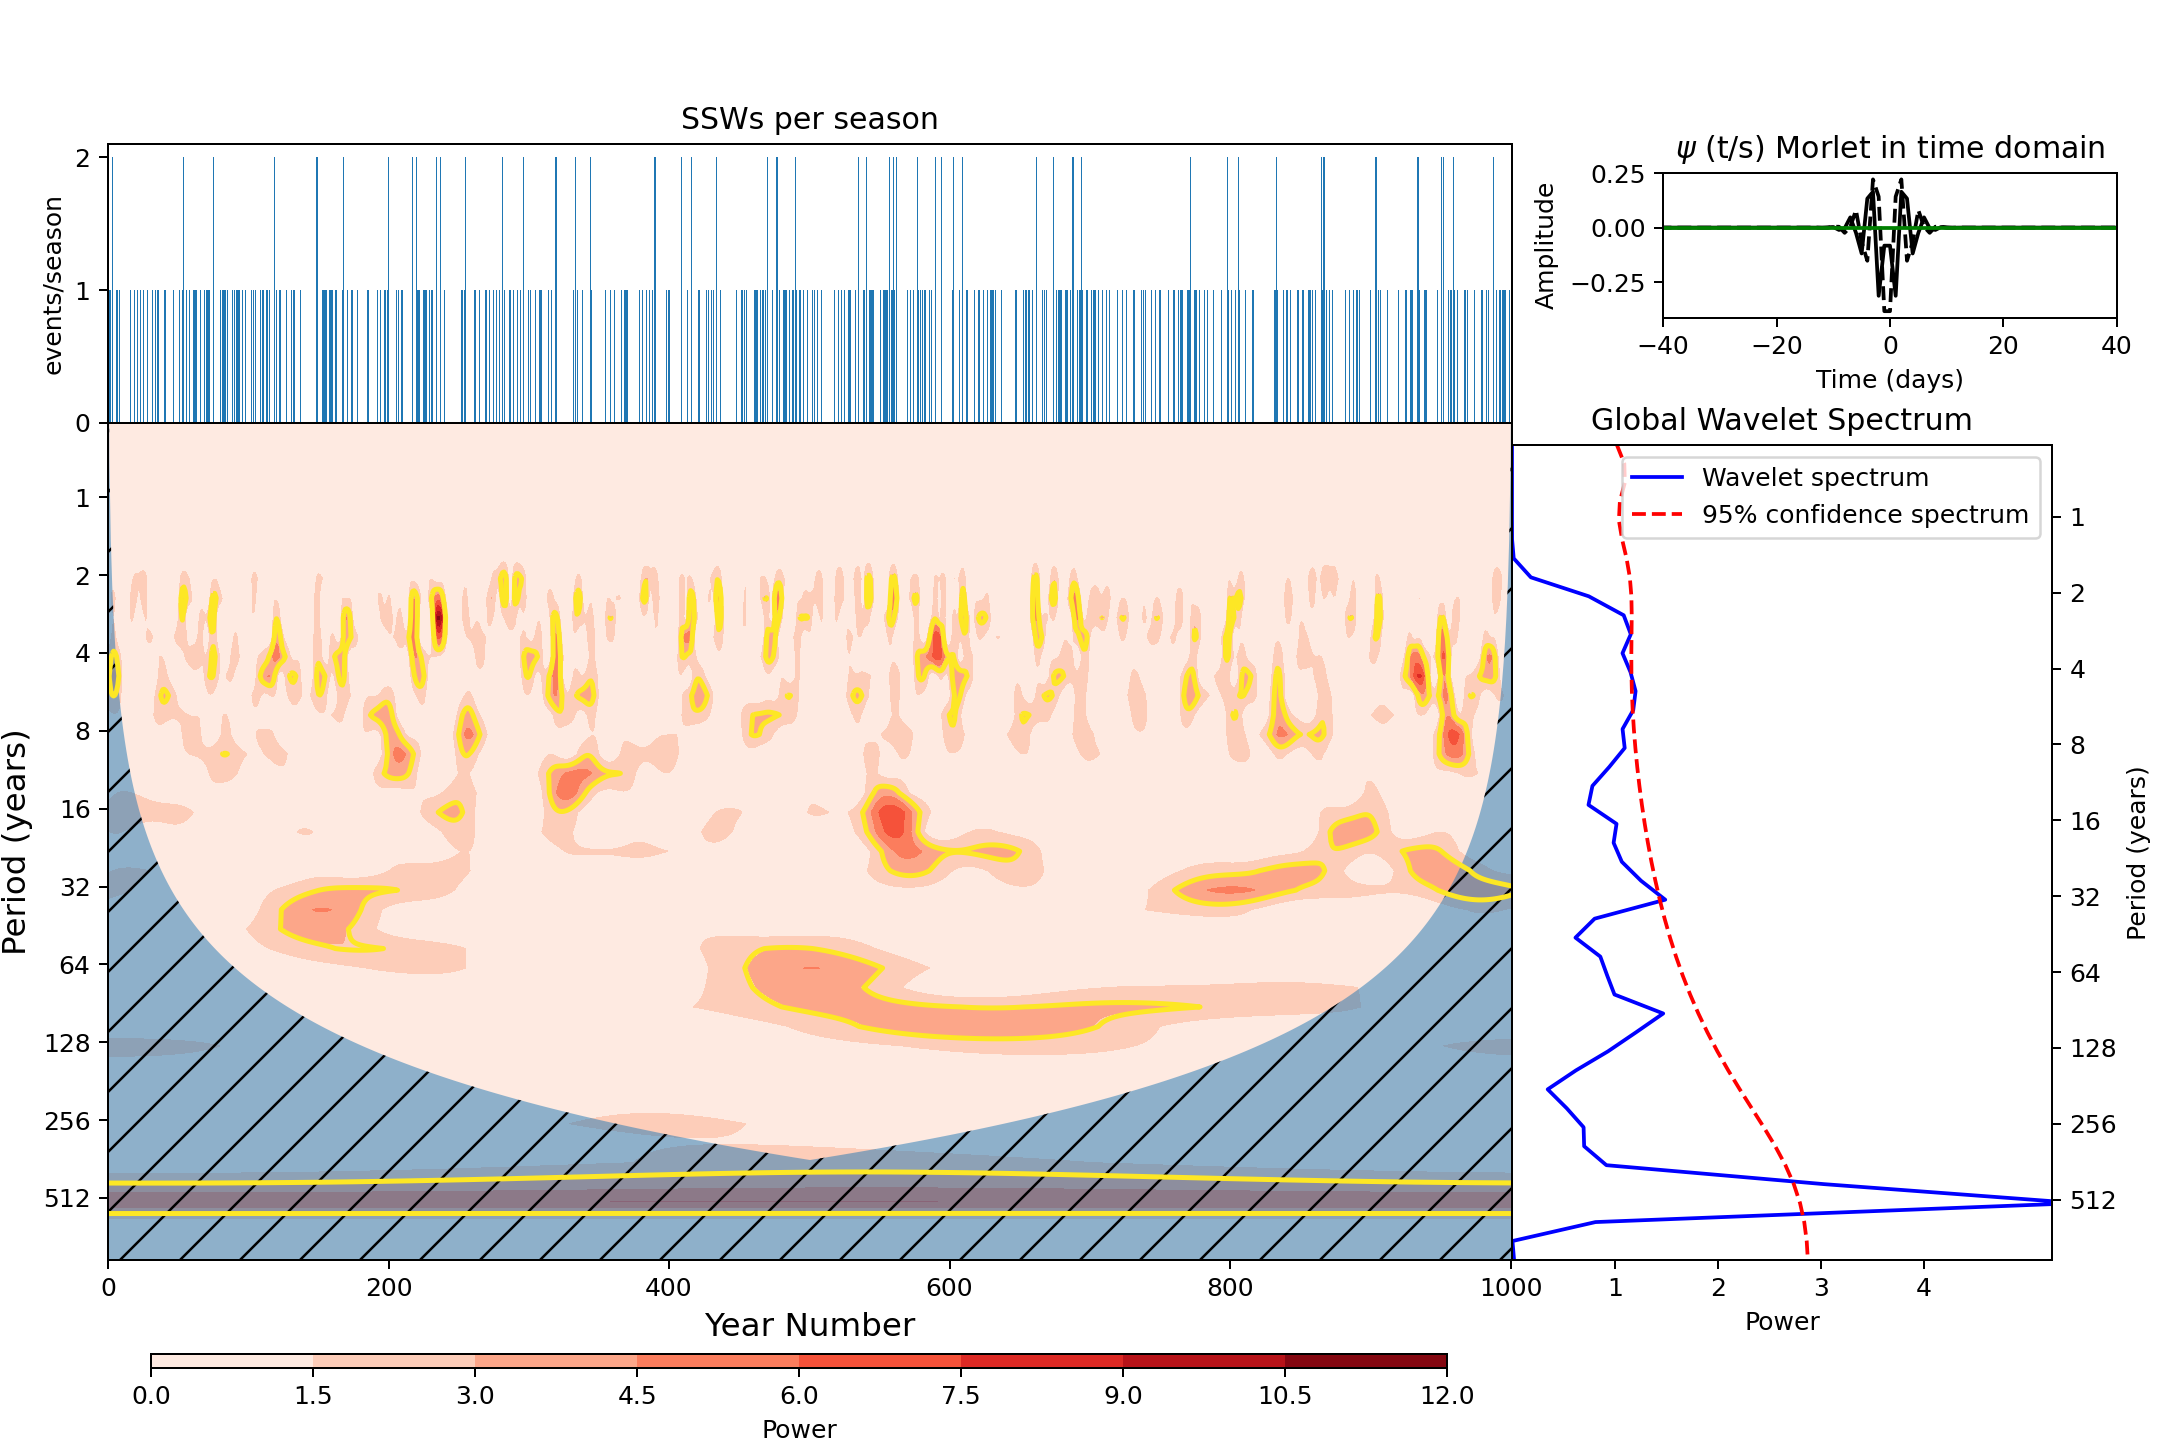 SSWs per season
events/season
2
1
0
ψ (t/s) Morlet in time domain
Amplitude
0.25
0.00
−0.25
−40 −20 0 20 40
Time (days)
Period (years)
1
2
4
8
16
32
64
128
256
512
0 200 400 600 800 1000
Year Number
Global Wavelet Spectrum
Wavelet spectrum
95% confidence spectrum
1
2
4
8
16
32
64
128
256
512
Period (years)
1 2 3 4
Power
0.0 1.5 3.0 4.5 6.0 7.5 9.0 10.5 12.0
Power